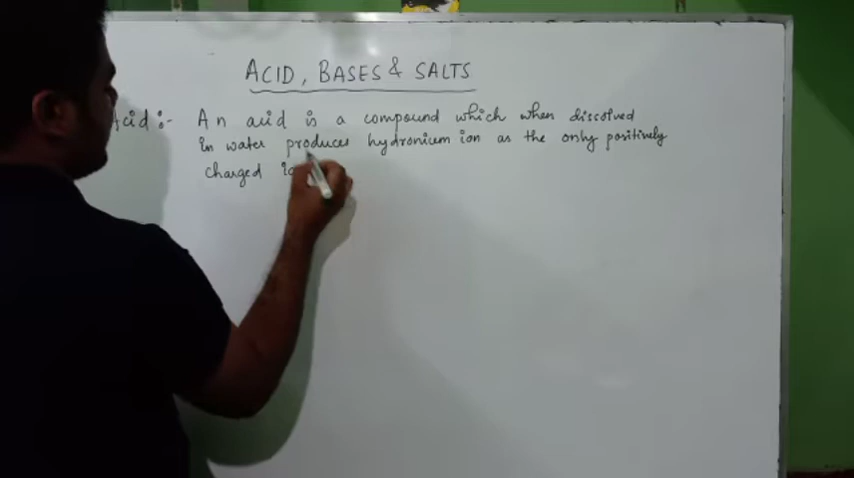 ACID, BASES & SALTS
Acid :- An acid is a compound which when dissolved
in water produces hydronium ion as the only positively
charged